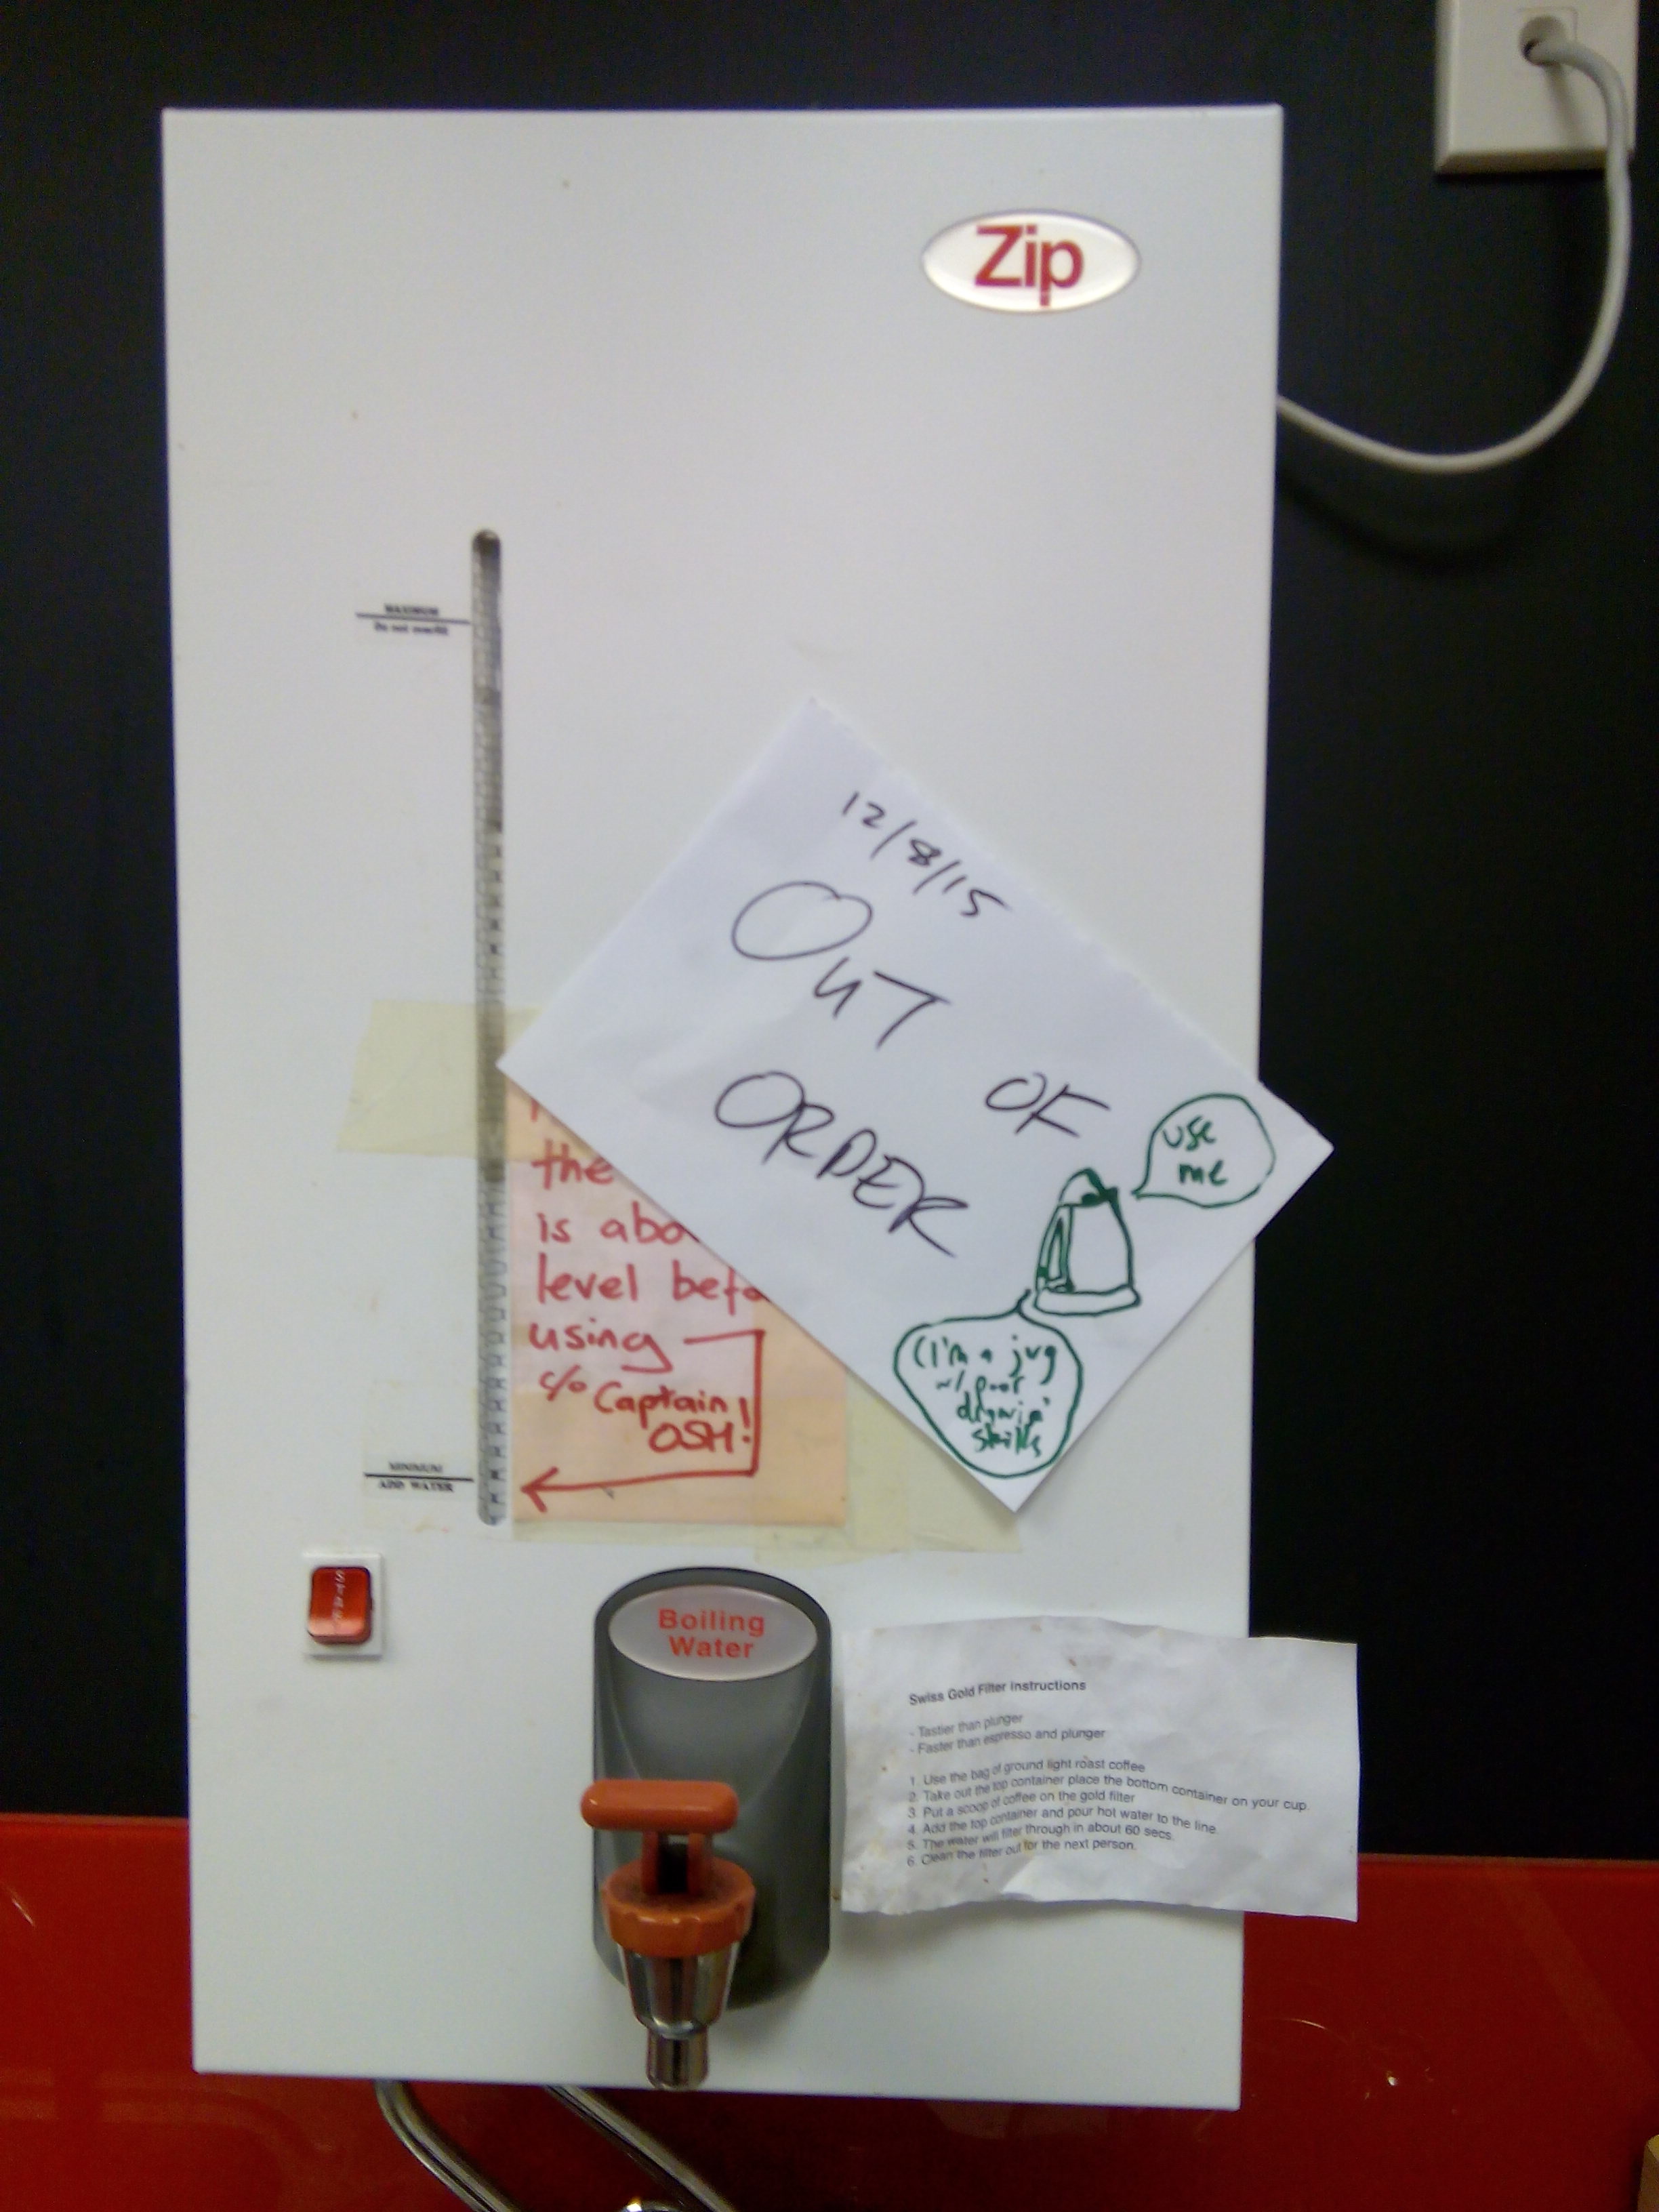 Zip
MAXIMUM
Do not overfill
12/8/15
OUT
OF
ORDER
use
me
(I'm a jug
w/ poor
drawin'
skills
the
is abo
level befo
using
c/o Captain
OSH!
MINIMUM
ADD WATER
START
Boiling
Water
Swiss Gold Filter Instructions
- Tastier than plunger
- Faster than espresso and plunger
1. Use the bag of ground light roast coffee
2. Take out the top container place the bottom container on your cup.
3. Put a scoop of coffee on the gold filter
4. Add the top container and pour hot water to the line.
5. The water will filter through in about 60 secs.
6. Clean the filter out for the next person.